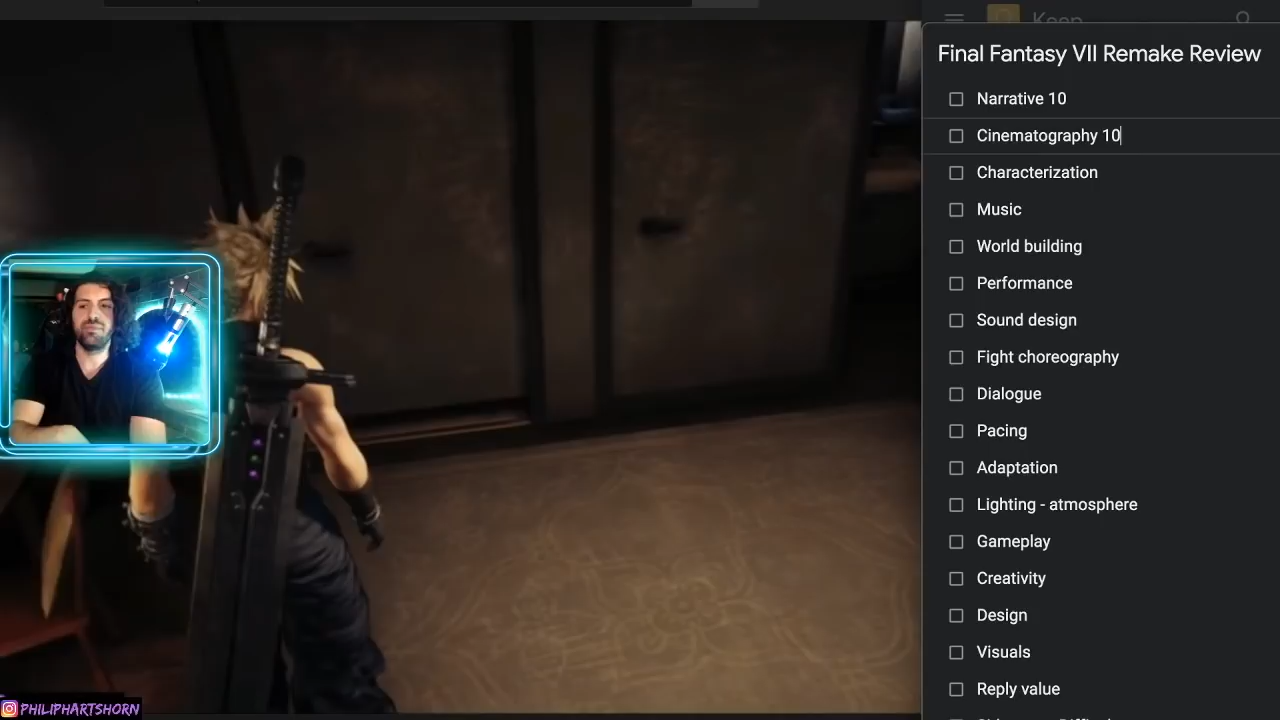 Keep
Final Fantasy VII Remake Review
Narrative 10
Cinematography 10
Characterization
Music
World building
Performance
Sound design
Fight choreography
Dialogue
Pacing
Adaptation
Lighting - atmosphere
Gameplay
Creativity
Design
Visuals
Reply value
PHILIPHARTSHORN